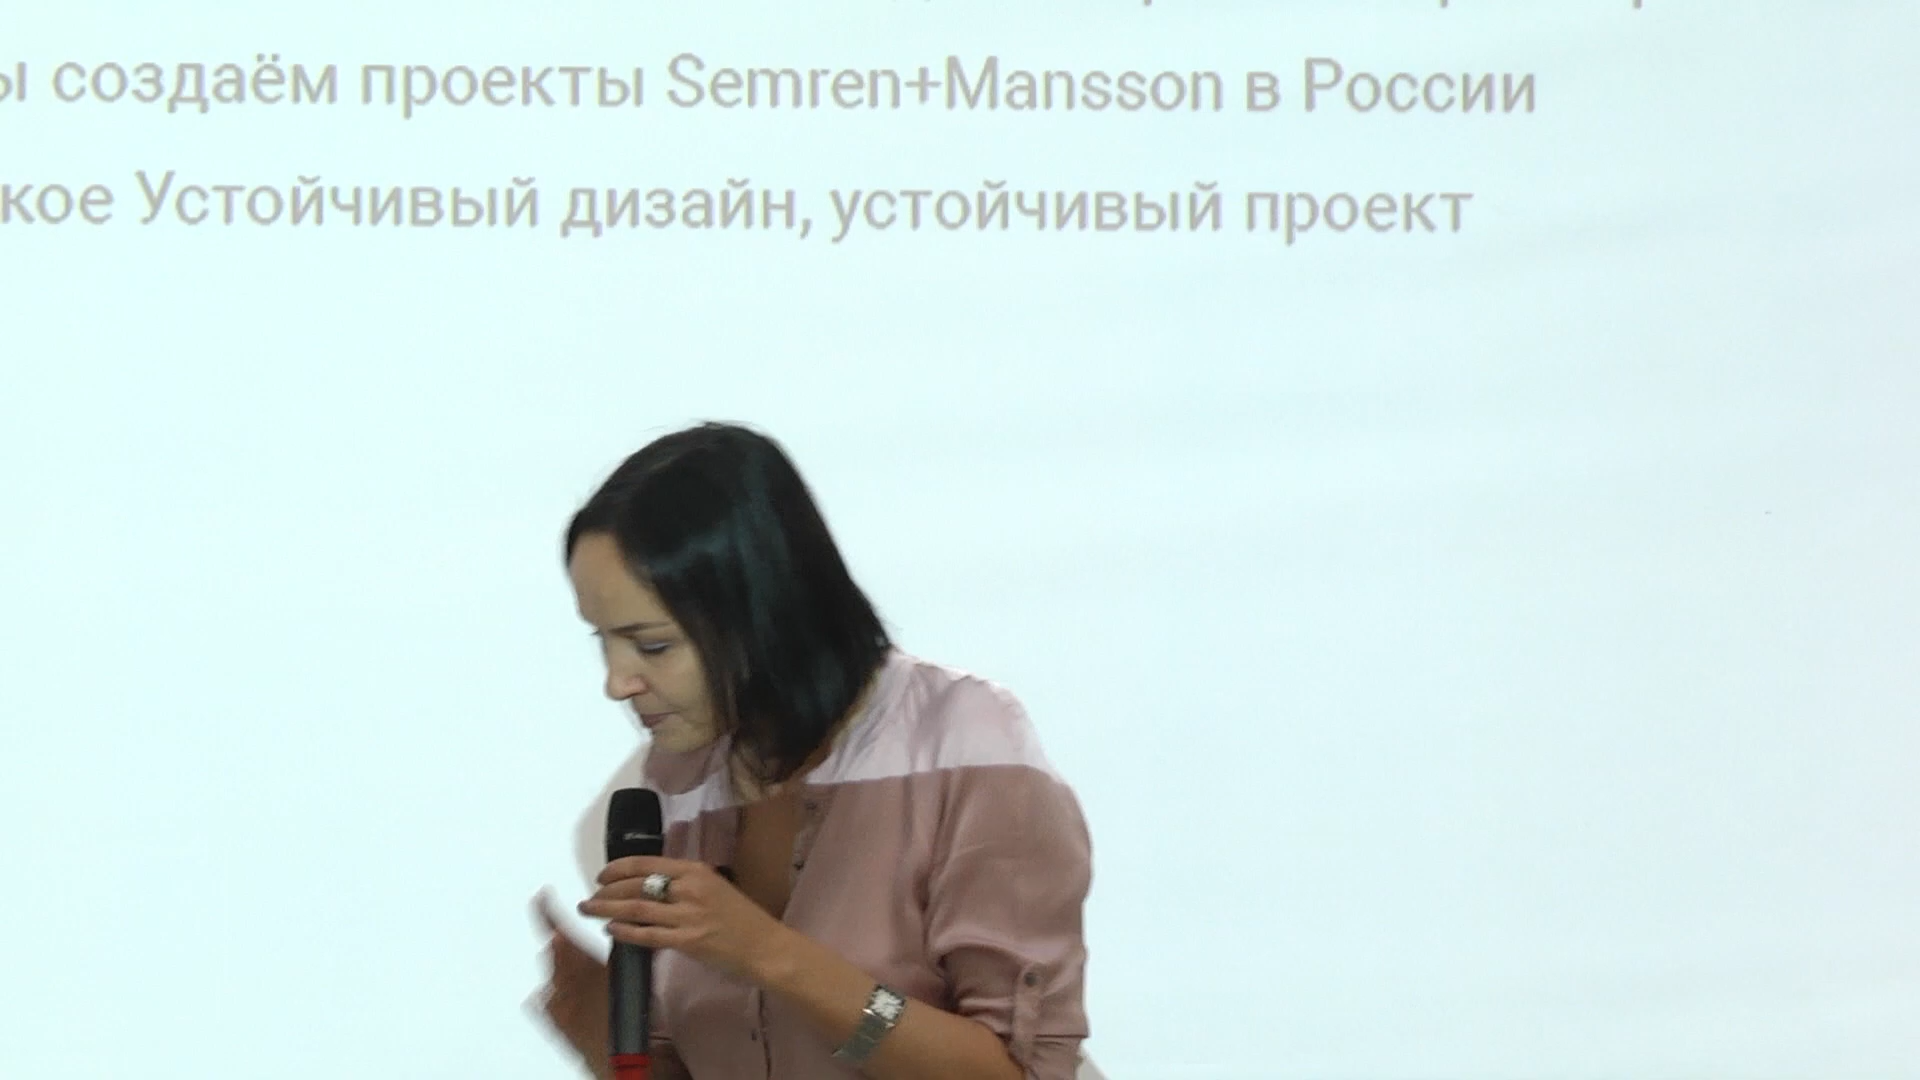 создаём проекты Semren+Mansson в России
кое Устойчивый дизайн, устойчивый проект